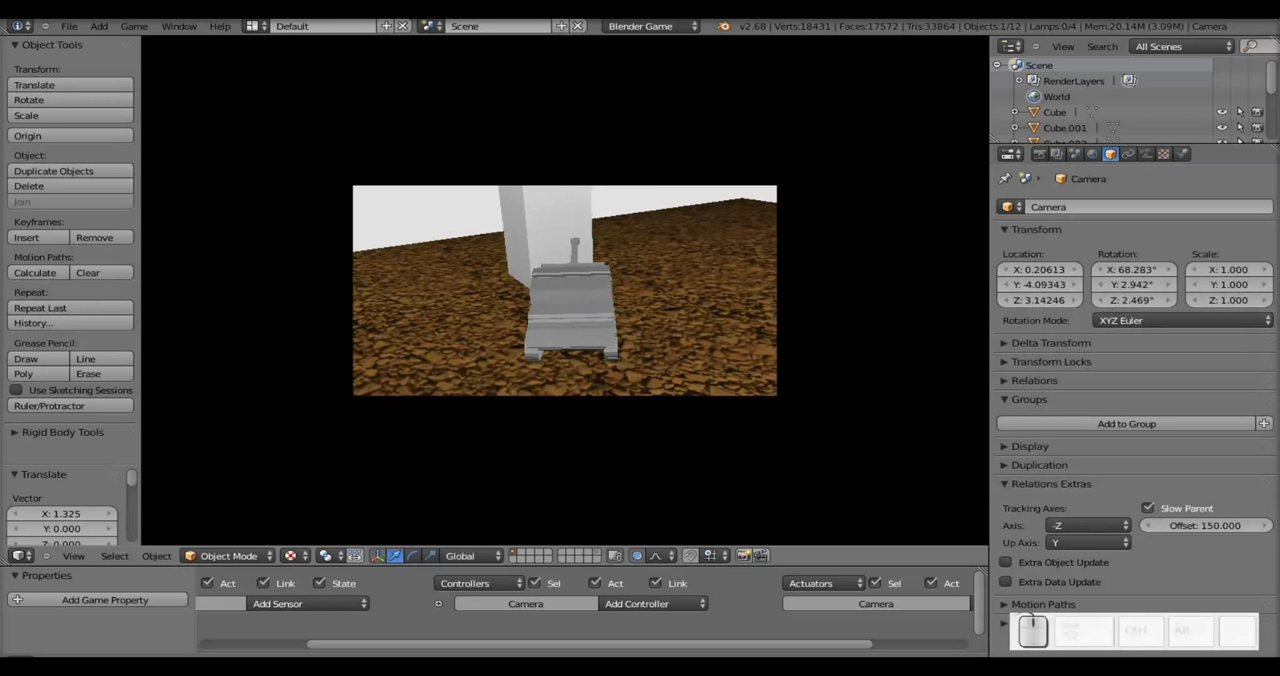 File Add Game Window Help Default Scene Blender Game v2.68 | Verts:18431 | Faces:17572 | Tris:33864 | Objects:1/12 | Lamps:0/4 | Mem:20.14M (3.09M) | Camera
Object Tools
Transform:
Translate
Rotate
Scale
Origin
Object:
Duplicate Objects
Delete
Join
Keyframes:
Insert Remove
Motion Paths:
Calculate Clear
Repeat:
Repeat Last
History...
Grease Pencil:
Draw Line
Poly Erase
Use Sketching Sessions
Ruler/Protractor
Rigid Body Tools
Translate
Vector
X: 1.325
Y: 0.000
View Select Object Object Mode Global
Properties
Add Game Property
Act Link State Controllers Sel Act Link Actuators Sel Act
Add Sensor Camera Add Controller Camera
View Search All Scenes
Scene
RenderLayers |
World
Cube |
Cube.001 |
Camera
Camera
Transform
Location: Rotation: Scale:
X: 0.20613 X: 68.283° X: 1.000
Y: -4.09343 Y: 2.942° Y: 1.000
Z: 3.14246 Z: 2.469° Z: 1.000
Rotation Mode: XYZ Euler
Delta Transform
Transform Locks
Relations
Groups
Add to Group
Display
Duplication
Relations Extras
Tracking Axes: Slow Parent
Axis: -Z Offset: 150.000
Up Axis: Y
Extra Object Update
Extra Data Update
Motion Paths
Ctrl Alt